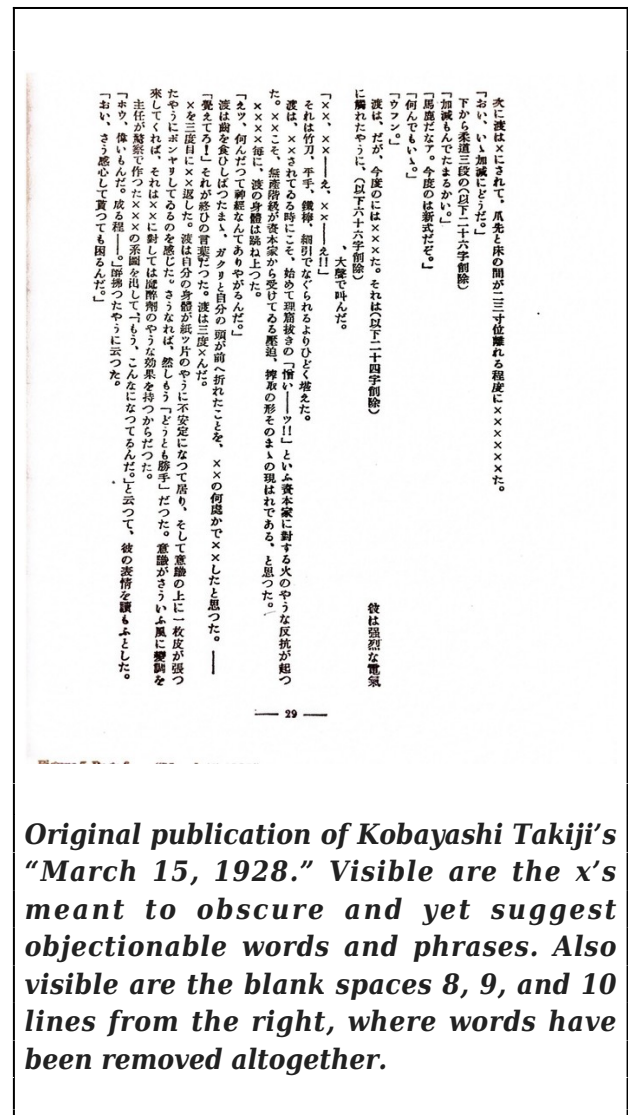 次に渡は×にされて、爪先と床の間が二三寸位離れる程度に××××××た。
「おい、いゝ加減にどうだ。」
下から柔道三段の(以下二十六字削除)
「加減もんでたまるかい。」
「馬鹿だなア。今度のは新式だぞ。」
「何んでもいゝ。」
「ウフン。」
渡は、だが、今度のには×××た。それは(以下二十四字削除) 彼は强烈な電氣
に觸れたやうに、(以下六十六字削除)
、大聲で叫んだ。
「××、××――え、××――え!!」
それは竹刀、平手、鐵棒、細引でなぐられるよりひどく堪えた。
渡は、××されてゐる時にこそ、始めて理窟拔きの「憎い――ツ!!」といふ資本家に對する火のやうな反抗が起つ
た。××こそ、無產階級が資本家から受けてゐる壓迫、搾取の形そのまゝの現はれである、と思つた。
××××每に、渡の身體は跳ね上つた。
「えツ、何んだつて神經なんてありやがるんだ。」
渡は齒を食ひしばつたまゝ、ガクリと自分の頭が前へ折れたことを、××の何處かで××したと思つた。――
「覺えてろ!」それが終ひの言葉だつた。渡は三度×んだ。
×を三度目に××返した。渡は自分の身體が紙ツ片のやうに不安定になつて居り、そして意識の上に一枚皮が張つ
たやうにボンヤリしてゐるのを感じた。さうなれば、然しもう「どうとも勝手」だつた。意識がさういふ風に變調を
來してくれば、それは××に對しては魔醉劑のやうな効果を持つからだつた。
主任が警察で作つた×××の系圖を出して、「もう、こんなになつてるんだ。」と云つて、彼の表情を讀もふとした。
「ホウ、偉いもんだ。成る程――。」醉拂つたやうに云つた。
「おい、さう感心して貰つても困るんだ。」
— 29 —
Original publication of Kobayashi Takiji’s
“March 15, 1928.” Visible are the x’s
meant to obscure and yet suggest
objectionable words and phrases. Also
visible are the blank spaces 8, 9, and 10
lines from the right, where words have
been removed altogether.